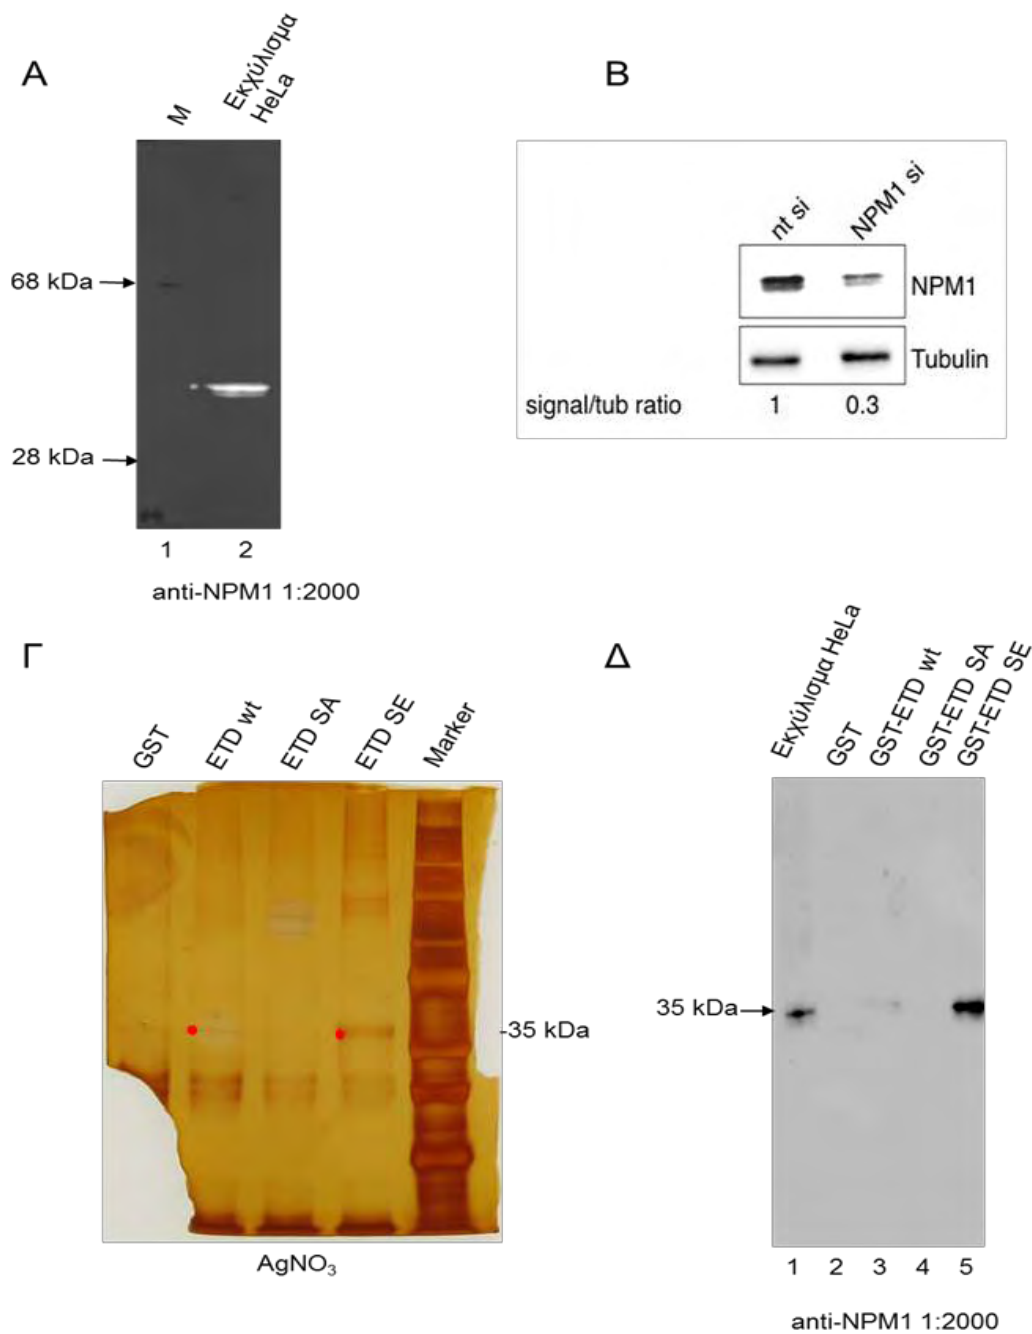 A
M
Εκχύλισμα
HeLa
68 kDa
28 kDa
1 2
anti-NPM1 1:2000
B
nt si
NPM1 si
NPM1
Tubulin
signal/tub ratio 1 0.3
Γ
GST
ETD wt
ETD SA
ETD SE
Marker
-35 kDa
AgNO₃
Δ
Εκχύλισμα HeLa
GST
GST-ETD wt
GST-ETD SA
GST-ETD SE
35 kDa
1 2 3 4 5
anti-NPM1 1:2000